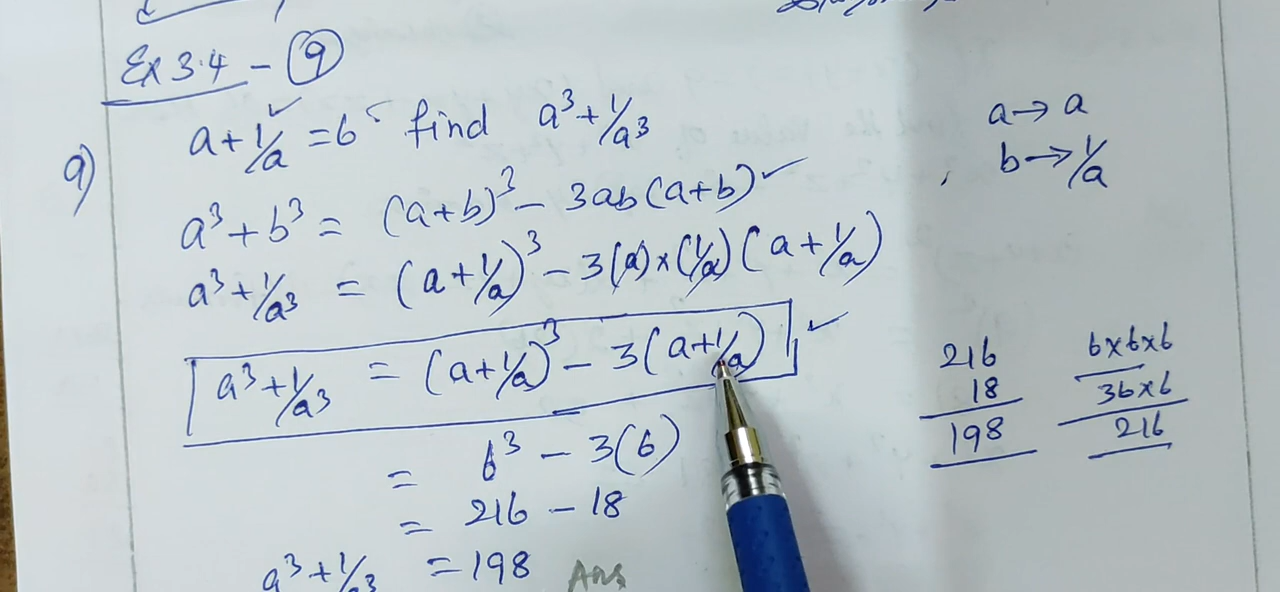 Ex 3.4 - 9
9) a + 1/a = 6 find a³ + 1/a³
a → a
b → 1/a
a³ + b³ = (a+b)³ - 3ab(a+b) ✓
a³ + 1/a³ = (a + 1/a)³ - 3(a)×(1/a)(a + 1/a)
a³ + 1/a³ = (a + 1/a)³ - 3(a + 1/a) ✓
= 6³ - 3(6)
= 216 - 18
a³ + 1/a³ = 198 Ans
216
18
198
6×6×6
36×6
216